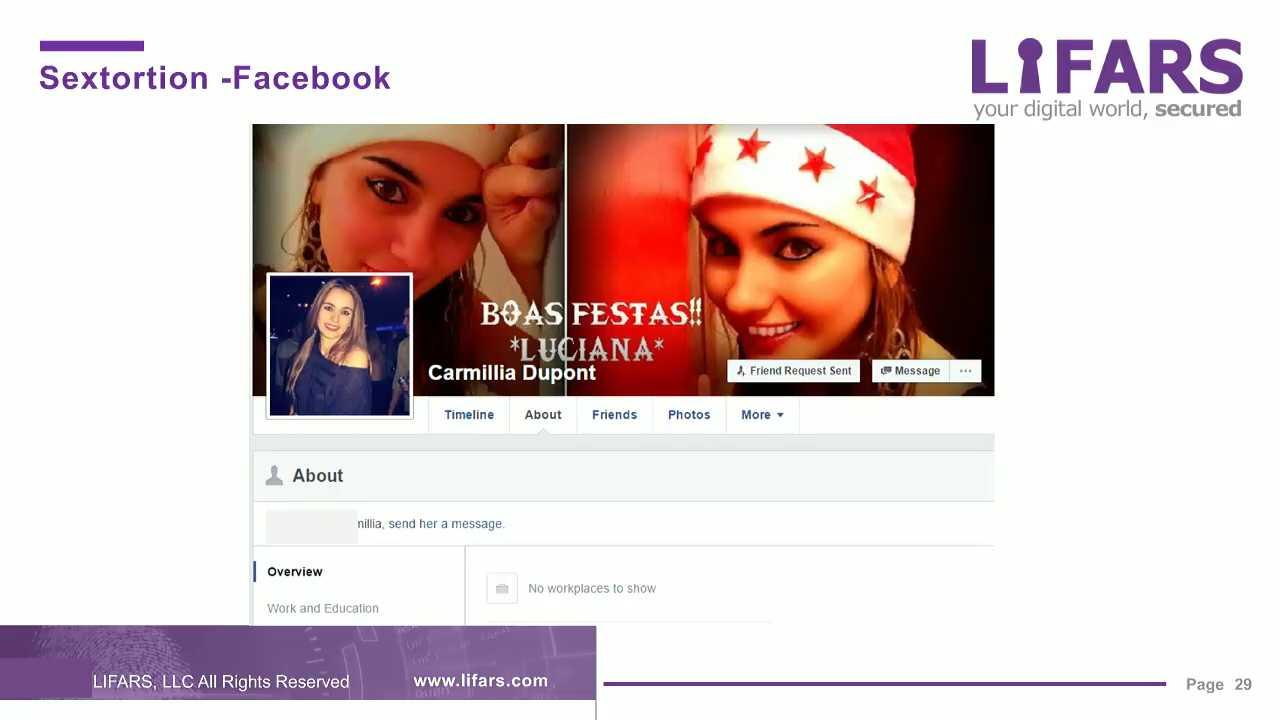 Sextortion -Facebook
LIFARS
your digital world, secured
BOAS FESTAS!!
*LUCIANA*
Carmillia Dupont
Friend Request Sent
Message
Timeline
About
Friends
Photos
More
About
nillia, send her a message.
Overview
No workplaces to show
Work and Education
LIFARS, LLC All Rights Reserved
www.lifars.com
Page 29